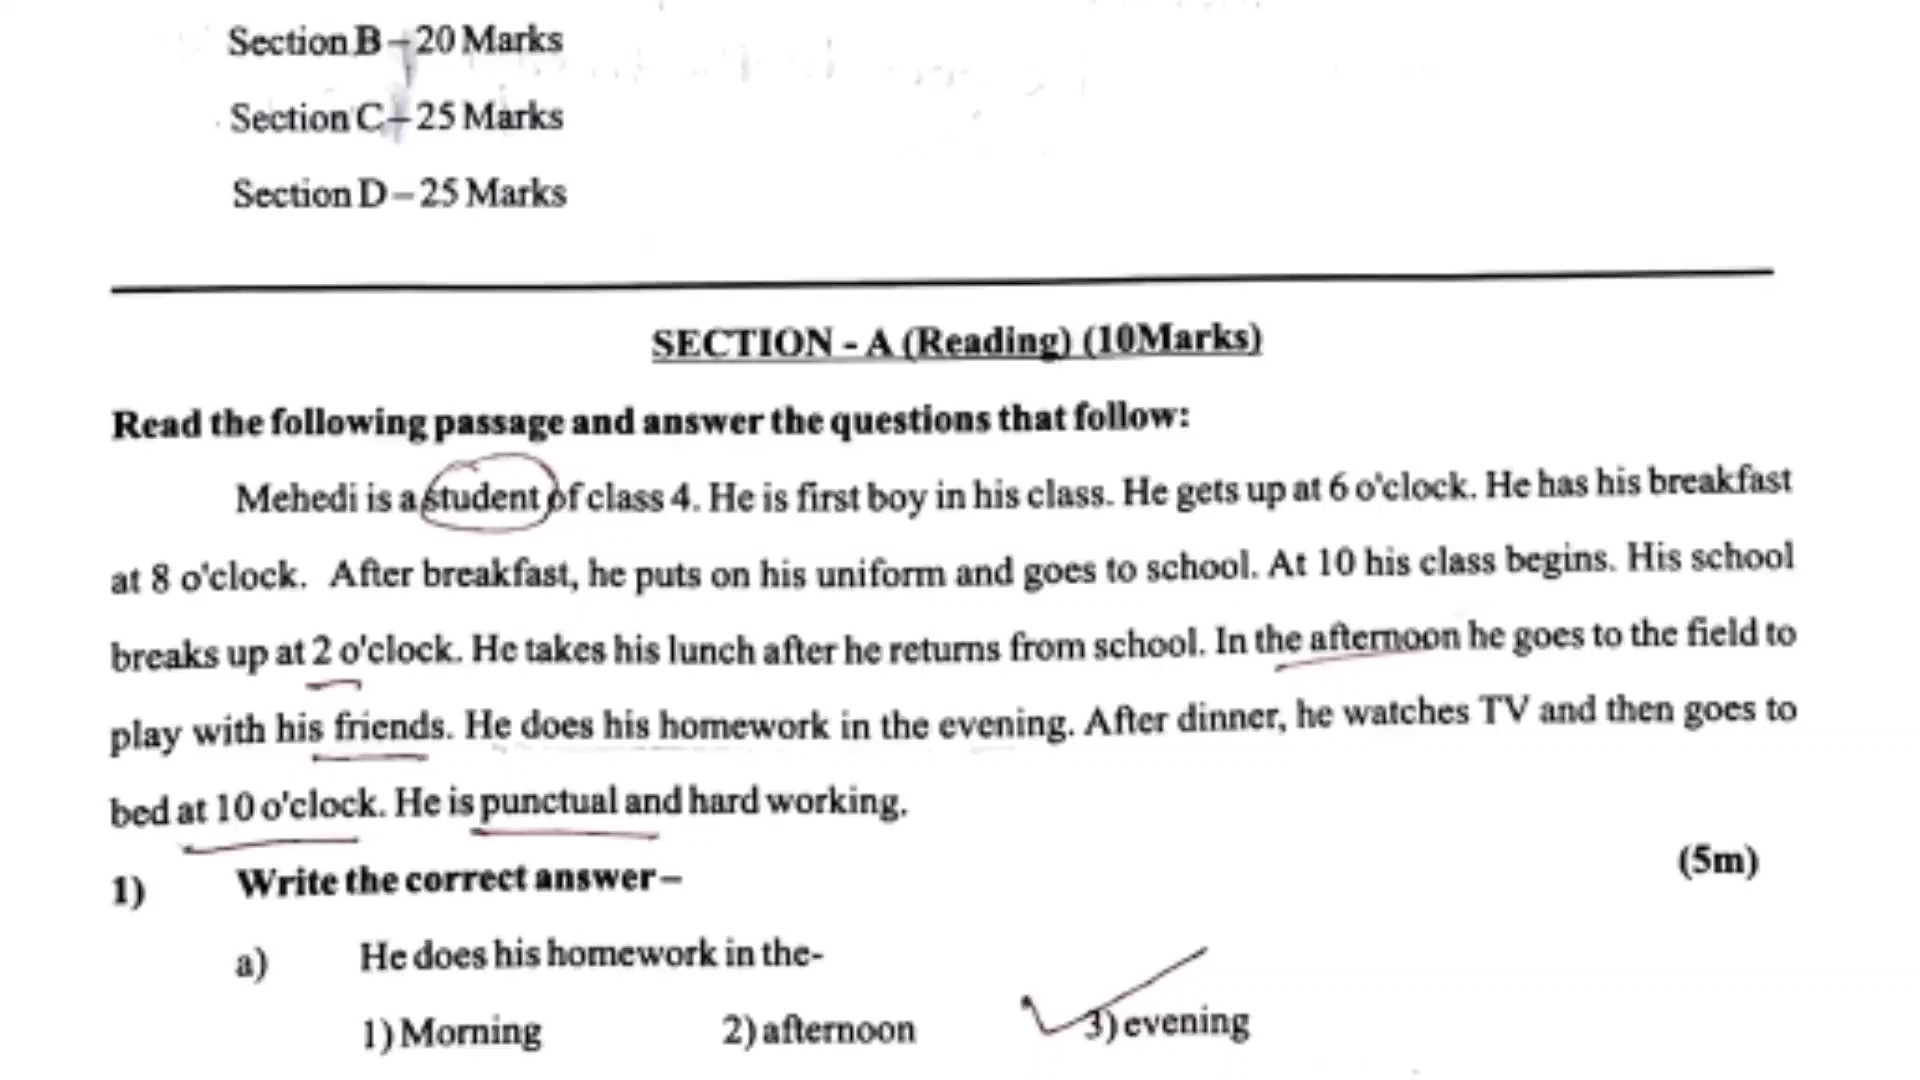 Section B – 20 Marks
Section C – 25 Marks
Section D – 25 Marks
SECTION - A (Reading) (10Marks)
Read the following passage and answer the questions that follow:
Mehedi is a student of class 4. He is first boy in his class. He gets up at 6 o'clock. He has his breakfast
at 8 o'clock. After breakfast, he puts on his uniform and goes to school. At 10 his class begins. His school
breaks up at 2 o'clock. He takes his lunch after he returns from school. In the afternoon he goes to the field to
play with his friends. He does his homework in the evening. After dinner, he watches TV and then goes to
bed at 10 o'clock. He is punctual and hard working.
1) Write the correct answer– (5m)
a) He does his homework in the-
1) Morning 2) afternoon 3) evening